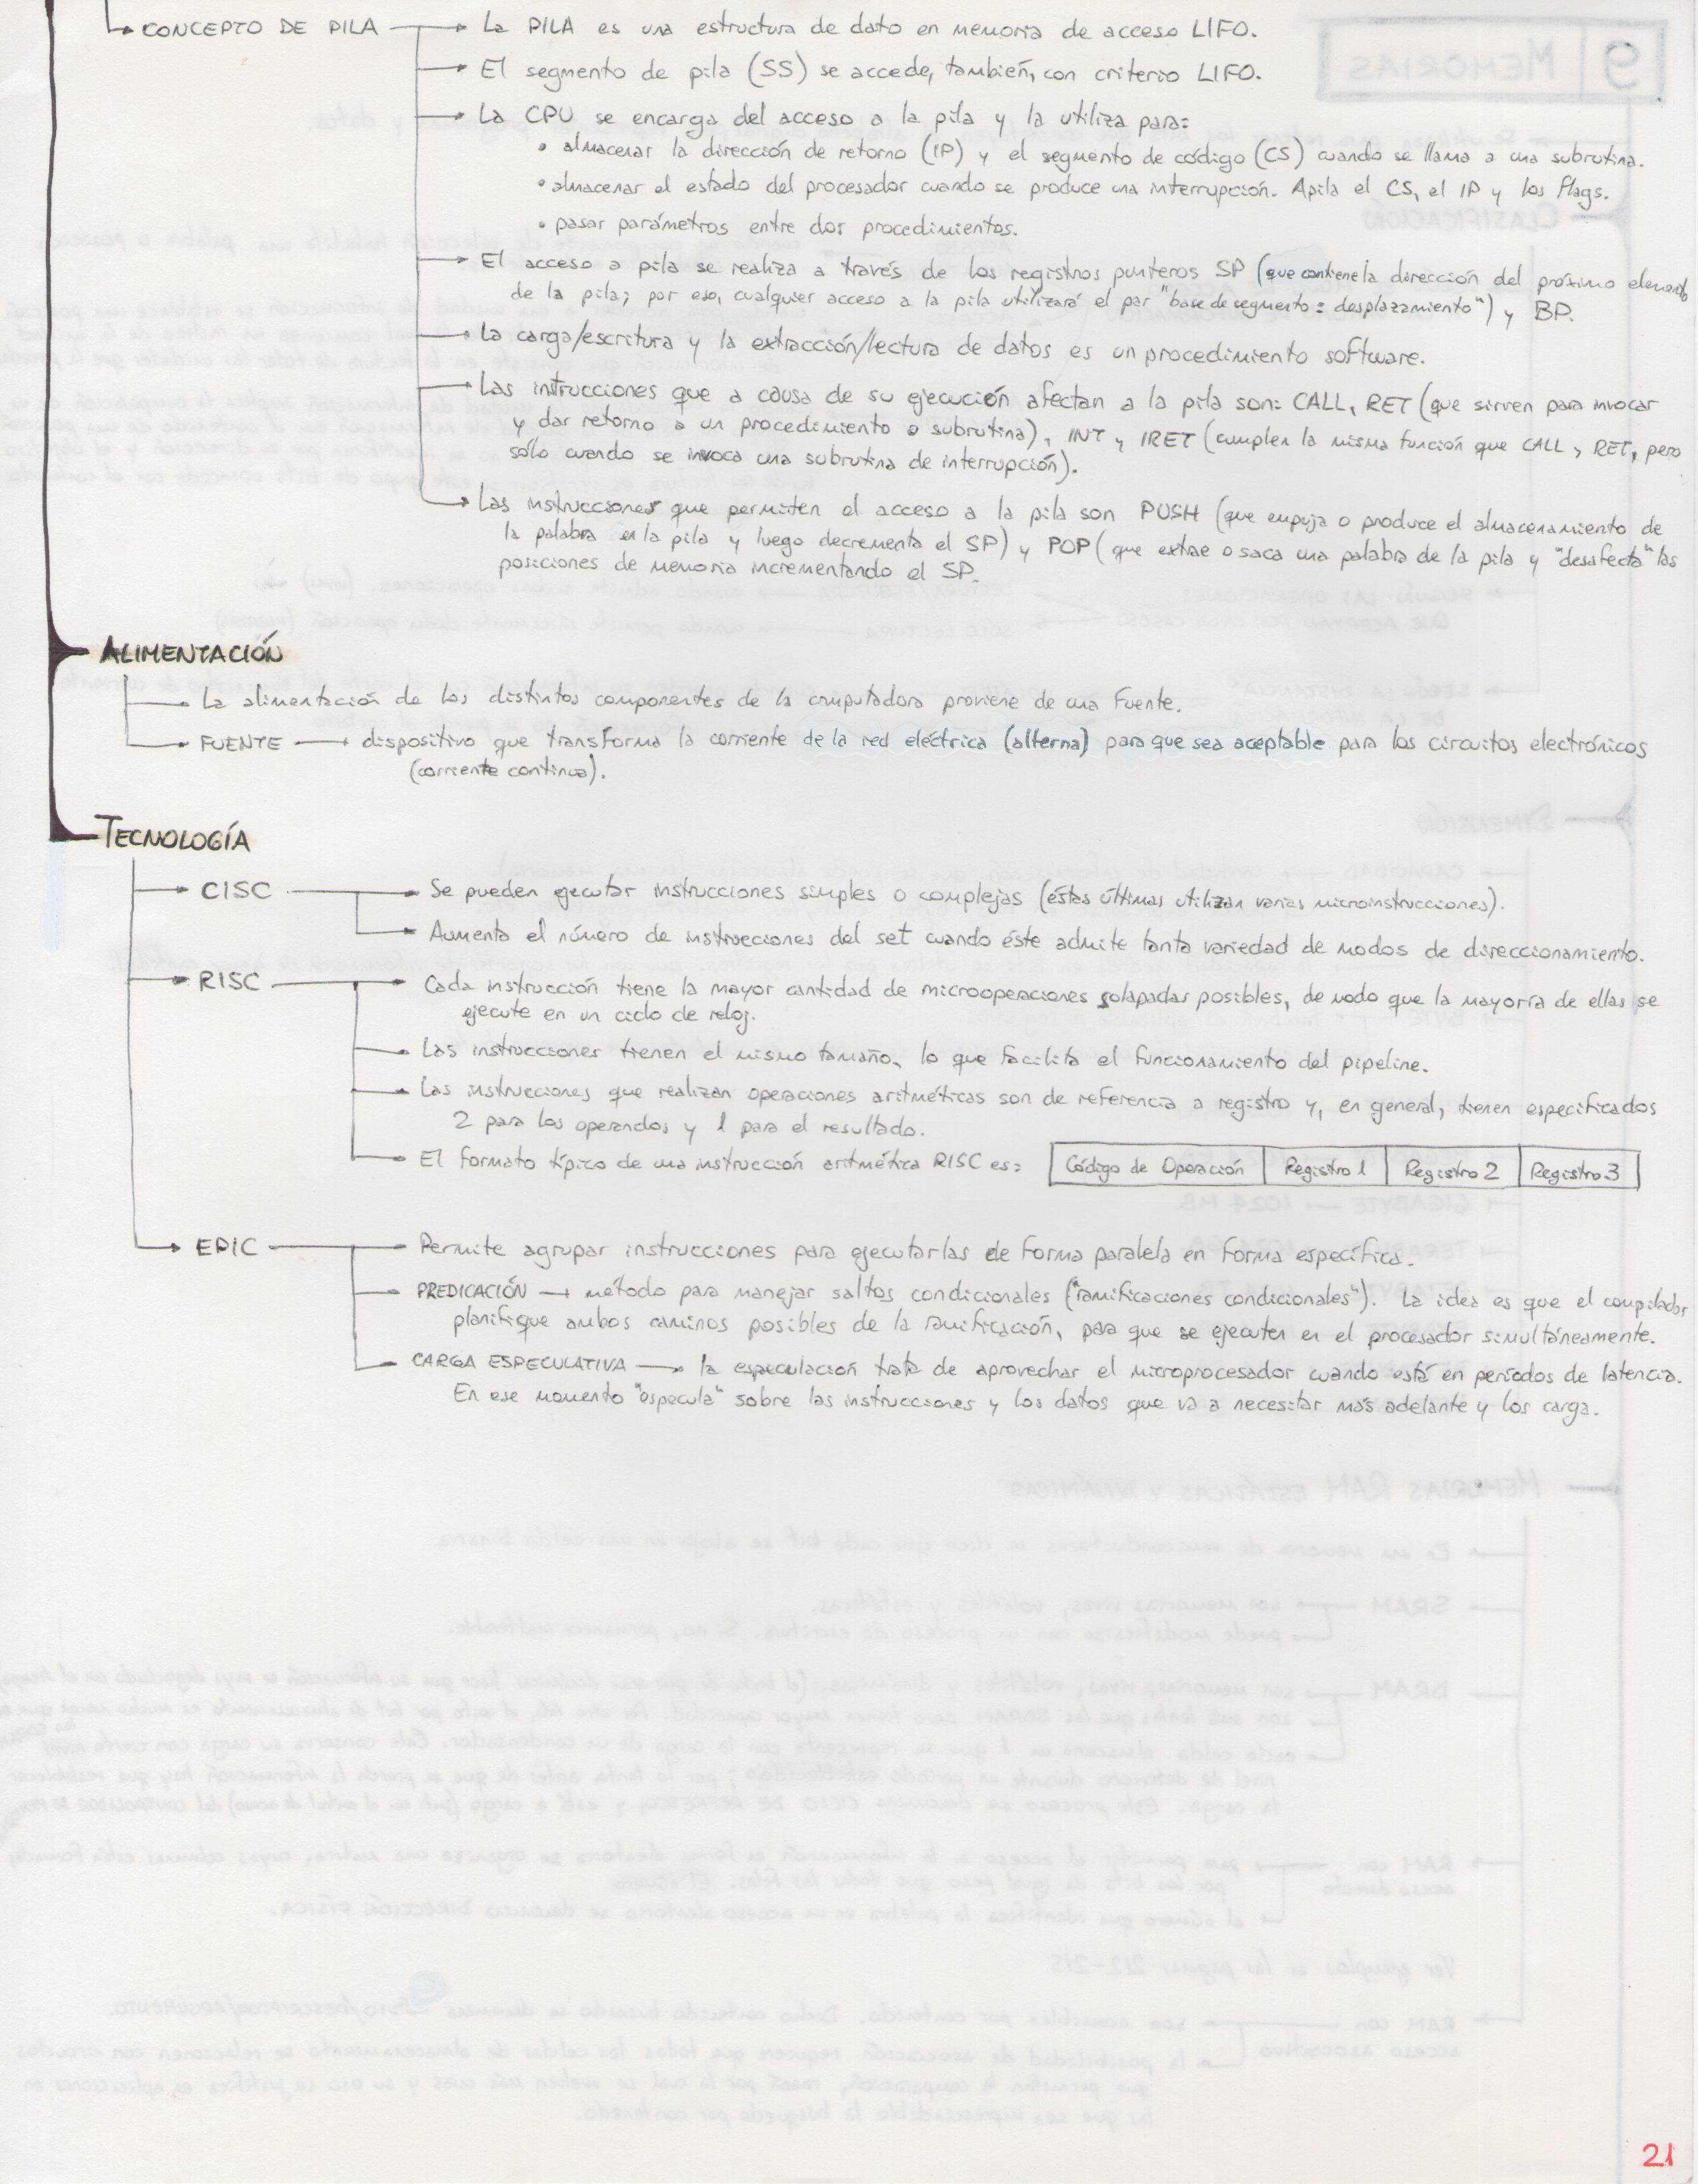 CONCEPTO DE PILA → La PILA es una estructura de dato en memoria de acceso LIFO.
→ El segmento de pila (SS) se accede, también, con criterio LIFO.
→ La CPU se encarga del acceso a la pila y la utiliza para:
• almacenar la dirección de retorno (IP) y el segmento de código (CS) cuando se llama a una subrutina.
• almacenar el estado del procesador cuando se produce una interrupción. Apila el CS, el IP y los flags.
• pasar parámetros entre dos procedimientos.
→ El acceso a pila se realiza a través de los registros punteros SP (que contiene la dirección del próximo elemento
de la pila; por eso, cualquier acceso a la pila utilizará el par "base de segmento : desplazamiento") y BP.
→ La carga/escritura y la extracción/lectura de datos es un procedimiento software.
→ Las intrucciones que a causa de su ejecución afectan a la pila son: CALL, RET (que sirven para invocar
y dar retorno a un procedimiento o subrutina), INT y IRET (cumplen la misma función que CALL y RET, pero
sólo cuando se invoca una subrutina de interrupción).
→ Las instrucciones que permiten el acceso a la pila son PUSH (que empuja o produce el almacenamiento de
la palabra en la pila y luego decrementa el SP) y POP (que extrae o saca una palabra de la pila y "desafecta" las
posiciones de memoria incrementando el SP.
ALIMENTACIÓN
→ La alimentación de los distintos componentes de la computadora proviene de una Fuente.
→ FUENTE → dispositivo que transforma la corriente de la red eléctrica (alterna) para que sea aceptable para los circuitos electrónicos
(corriente continua).
TECNOLOGÍA
→ CISC → Se pueden ejecutar instrucciones simples o complejas (éstas últimas utilizan varias microinstrucciones).
→ Aumenta el número de instrucciones del set cuando éste admite tanta variedad de modos de direccionamiento.
→ RISC → Cada instrucción tiene la mayor cantidad de microoperaciones solapadas posibles, de modo que la mayoría de ellas se
ejecute en un ciclo de reloj.
→ Las instrucciones tienen el mismo tamaño, lo que facilita el funcionamiento del pipeline.
→ Las instrucciones que realizan operaciones aritméticas son de referencia a registro y, en general, tienen especificados
2 para los operandos y 1 para el resultado.
→ El formato típico de una instrucción aritmética RISC es: Código de Operación | Registro 1 | Registro 2 | Registro 3
→ EPIC → Permite agrupar instrucciones para ejecutarlas de forma paralela en forma específica.
→ PREDICACIÓN → método para manejar saltos condicionales ("ramificaciones condicionales"). La idea es que el compilador
planifique ambos caminos posibles de la ramificación, para que se ejecuten en el procesador simultáneamente.
→ CARGA ESPECULATIVA → la especulación trata de aprovechar el microprocesador cuando está en períodos de latencia.
En ese momento "especula" sobre las instrucciones y los datos que va a necesitar más adelante y los carga.
21